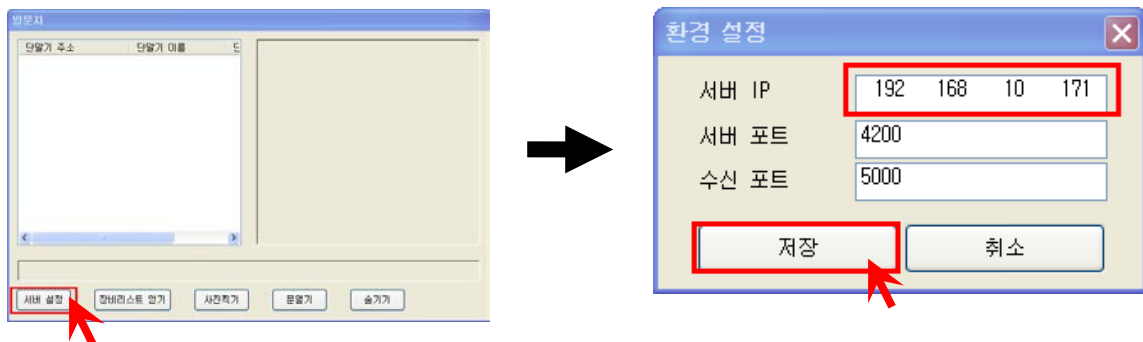 방문자
단말기 주소 단말기 이름 단
서버 설정 장비리스트 얻기 사진찍기 문열기 숨기기
환경 설정
서버 IP 192 168 10 171
서버 포트 4200
수신 포트 5000
저장 취소